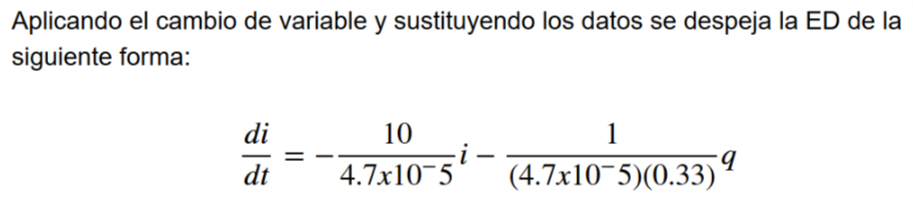 Aplicando el cambio de variable y sustituyendo los datos se despeja la ED de la
siguiente forma:
di/dt = -10/(4.7x10⁻5) i - 1/((4.7x10⁻5)(0.33)) q